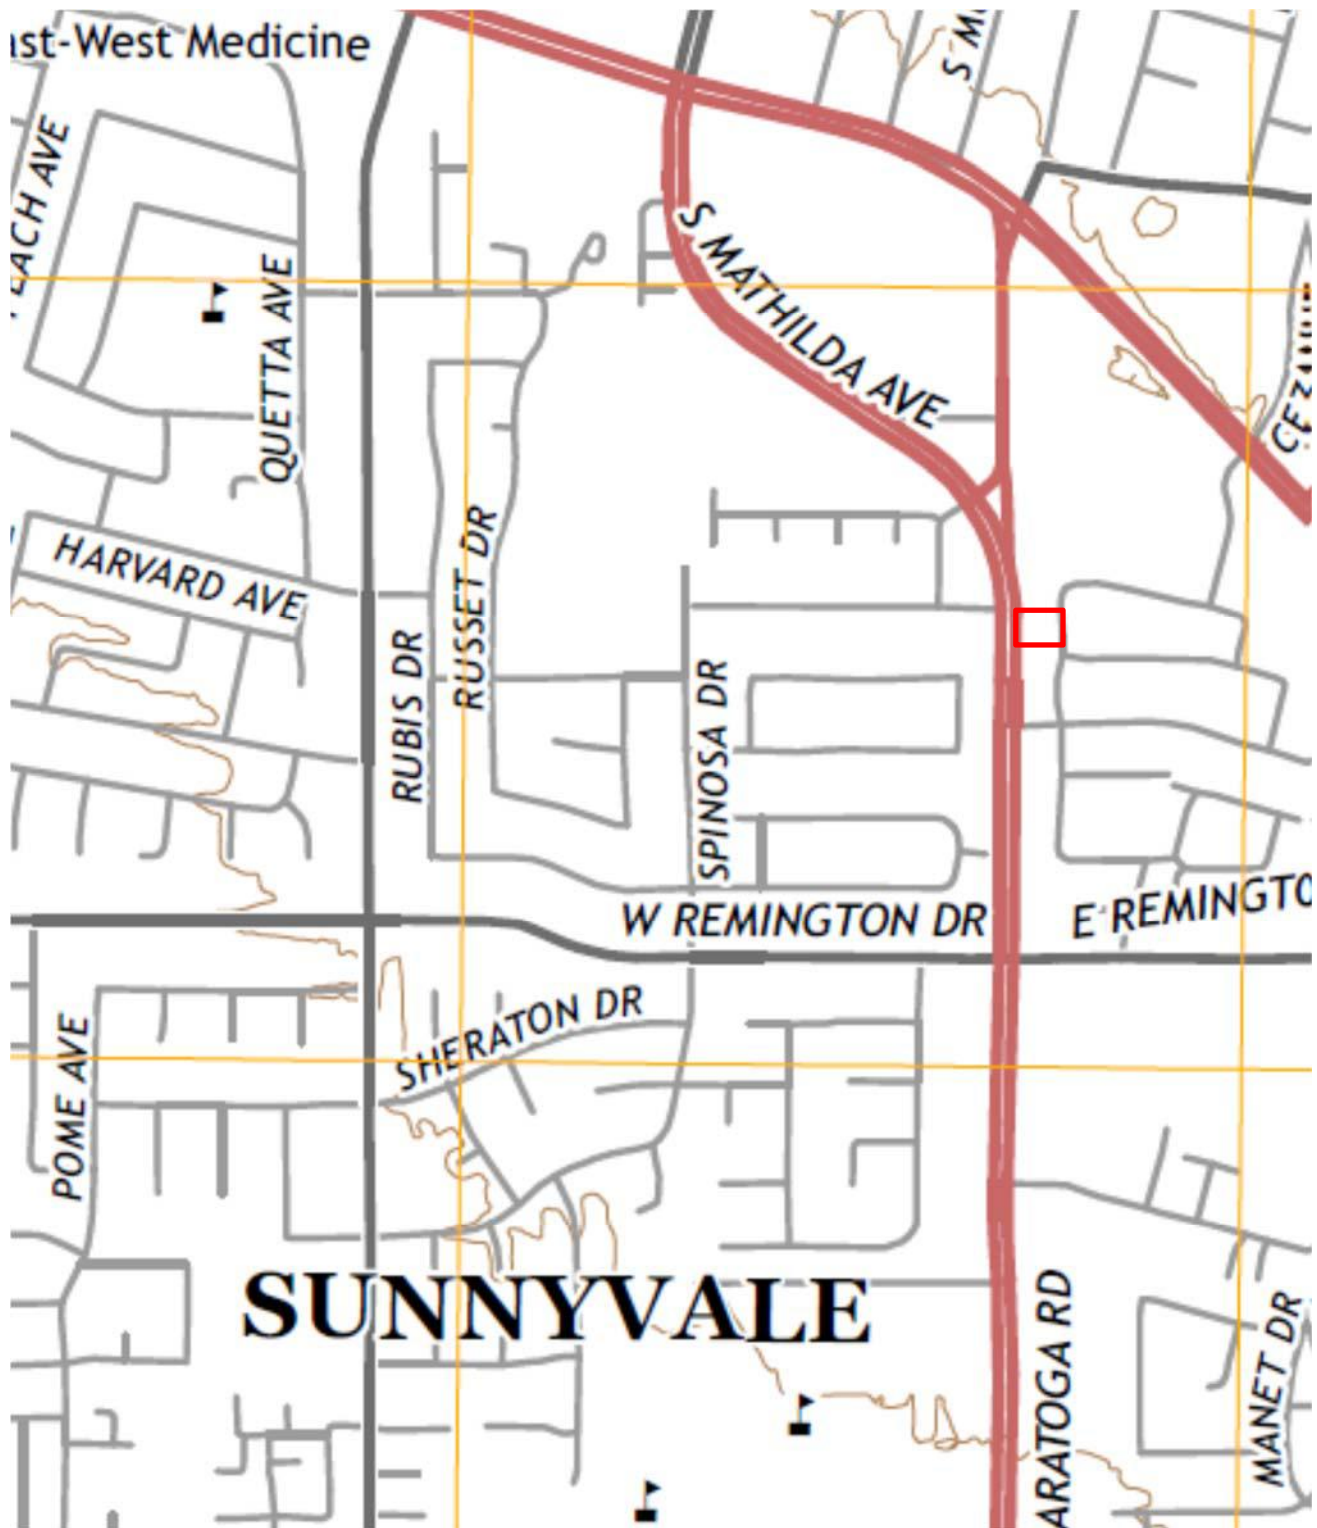 ast-West Medicine
S M
EACH AVE
QUETTA AVE
S MATHILDA AVE
CEZANNE
HARVARD AVE
RUSSET DR
RUBIS DR
SPINOSA DR
W REMINGTON DR
E REMINGTO
SHERATON DR
POME AVE
SUNNYVALE
ARATOGA RD
MANET DR